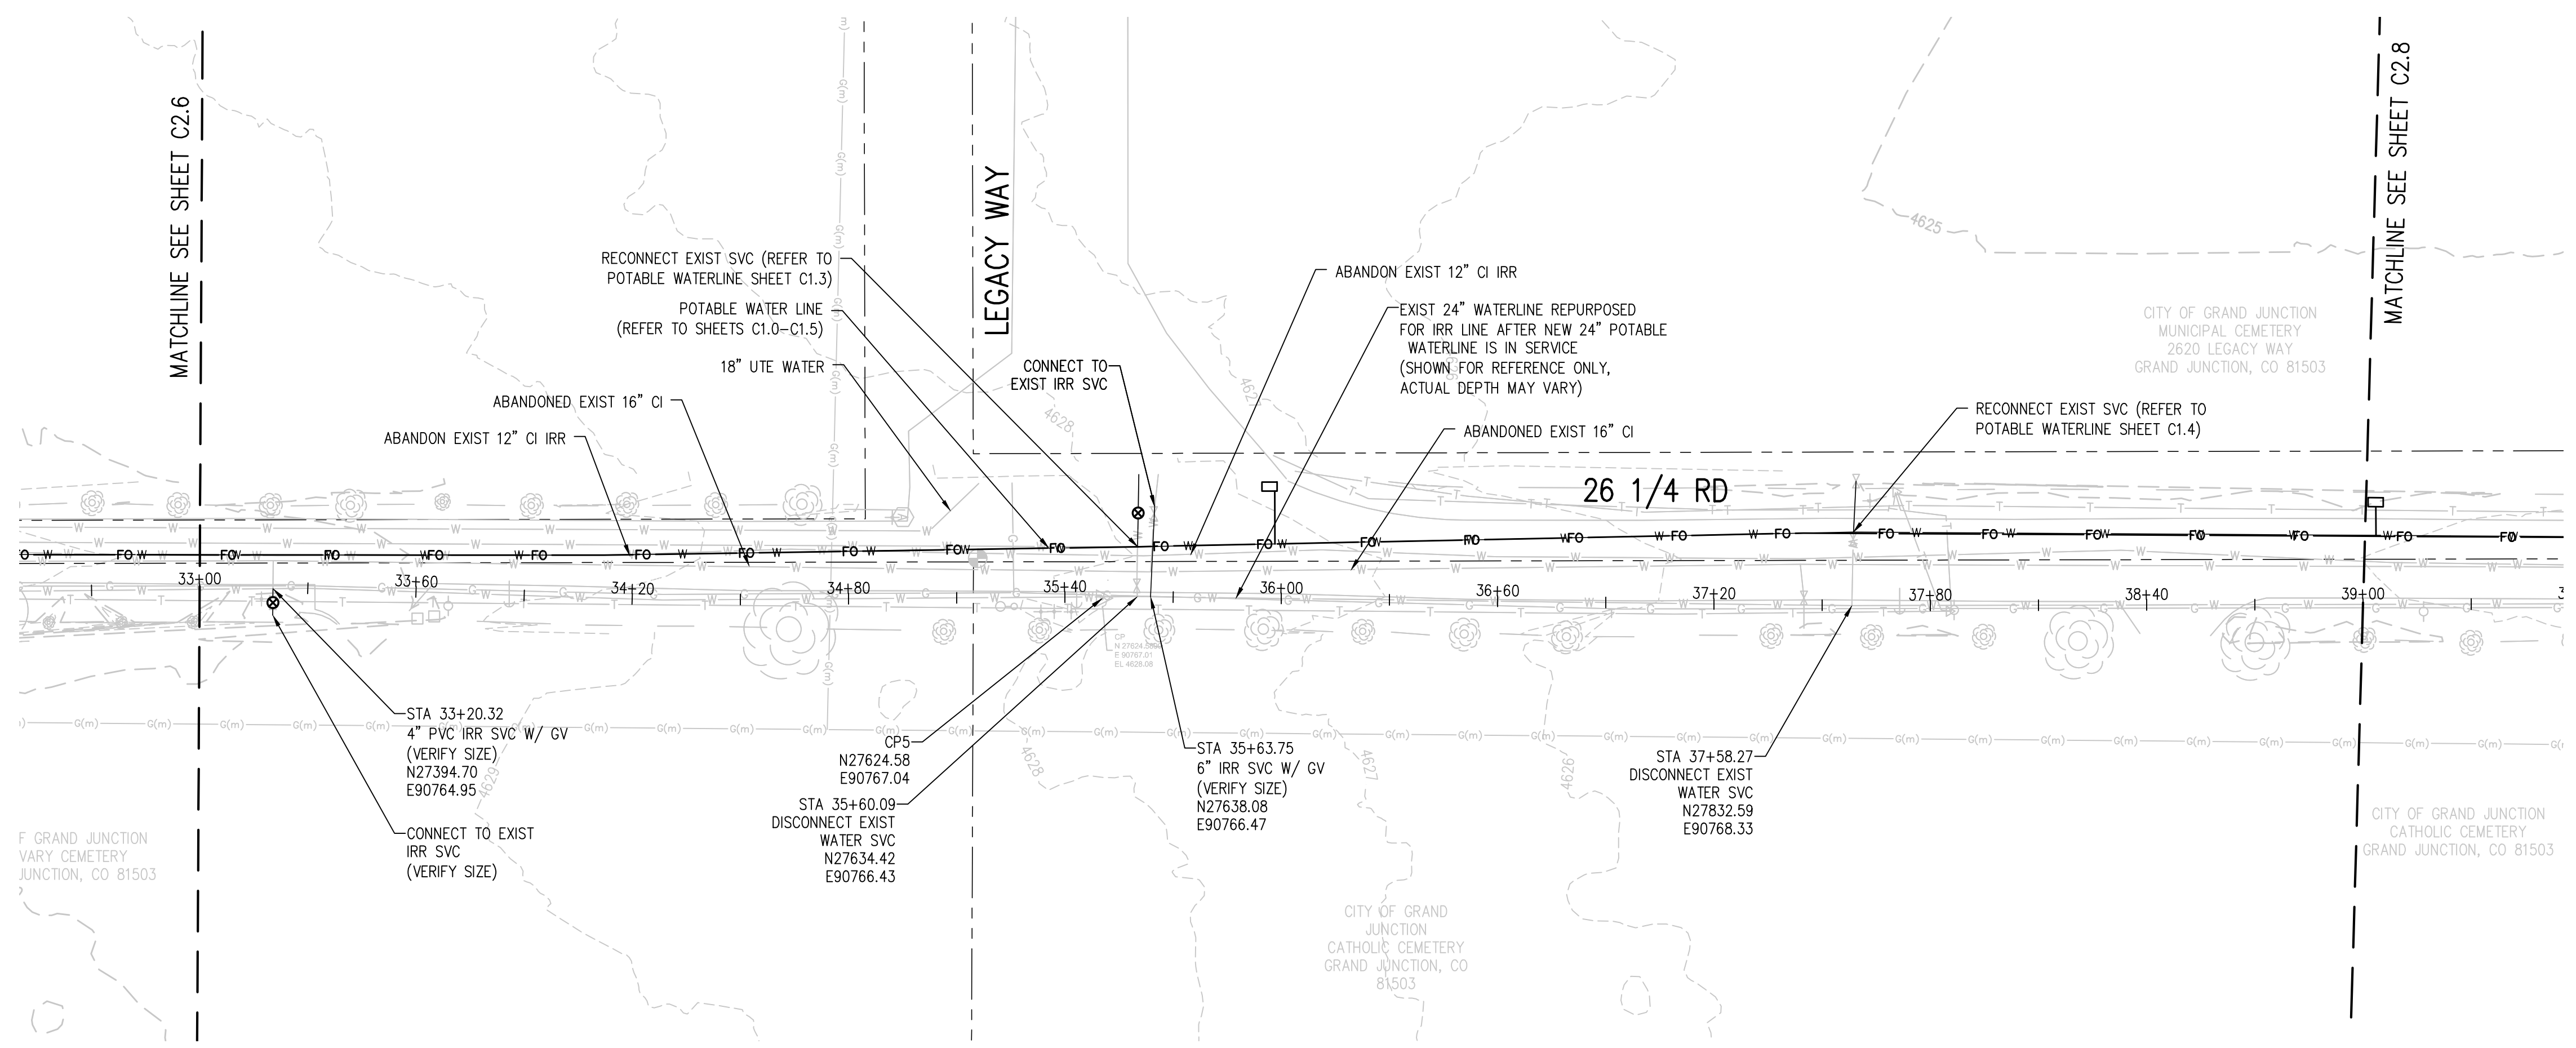 MATCHLINE SEE SHEET C2.6
LEGACY WAY
MATCHLINE SEE SHEET C2.8
RECONNECT EXIST SVC (REFER TO
POTABLE WATERLINE SHEET C1.3)
POTABLE WATER LINE
(REFER TO SHEETS C1.0-C1.5)
18" UTE WATER
ABANDONED EXIST 16" CI
ABANDON EXIST 12" CI IRR
CONNECT TO
EXIST IRR SVC
ABANDON EXIST 12" CI IRR
EXIST 24" WATERLINE REPURPOSED
FOR IRR LINE AFTER NEW 24" POTABLE
WATERLINE IS IN SERVICE
(SHOWN FOR REFERENCE ONLY,
ACTUAL DEPTH MAY VARY)
ABANDONED EXIST 16" CI
RECONNECT EXIST SVC (REFER TO
POTABLE WATERLINE SHEET C1.4)
CITY OF GRAND JUNCTION
MUNICIPAL CEMETERY
2620 LEGACY WAY
GRAND JUNCTION, CO 81503
4625
4626
4627
4628
26 1/4 RD
33+00
33+60
34+20
34+80
35+40
36+00
36+60
37+20
37+80
38+40
39+00
CP
E 90767.01
EL 4628.08
STA 33+20.32
4" PVC IRR SVC W/ GV
(VERIFY SIZE)
N27394.70
E90764.95
CONNECT TO EXIST
IRR SVC
(VERIFY SIZE)
4629
CP5
N27624.58
E90767.04
STA 35+60.09
DISCONNECT EXIST
WATER SVC
N27634.42
E90766.43
4628
STA 35+63.75
6" IRR SVC W/ GV
(VERIFY SIZE)
N27638.08
E90766.47
4627
4626
STA 37+58.27
DISCONNECT EXIST
WATER SVC
N27832.59
E90768.33
F GRAND JUNCTION
VARY CEMETERY
JUNCTION, CO 81503
CITY OF GRAND
JUNCTION
CATHOLIC CEMETERY
GRAND JUNCTION, CO
81503
CITY OF GRAND JUNCTION
CATHOLIC CEMETERY
GRAND JUNCTION, CO 81503